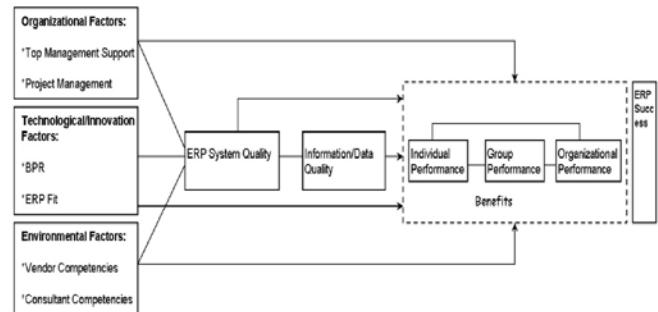 Organizational Factors:
*Top Management Support
*Project Management
Technological/Innovation
Factors:
*BPR
*ERP Fit
Environmental Factors:
*Vendor Competencies
*Consultant Competencies
ERP System Quality
Information/Data
Quality
Individual
Performance
Group
Performance
Organizational
Performance
Benefits
ERP
Succ
ess